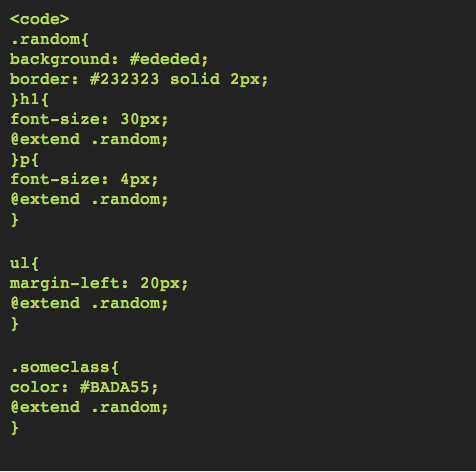 <code>
.random{
background: #ededed;
border: #232323 solid 2px;
}h1{
font-size: 30px;
@extend .random;
}p{
font-size: 4px;
@extend .random;
}
ul{
margin-left: 20px;
@extend .random;
}
.someclass{
color: #BADA55;
@extend .random;
}